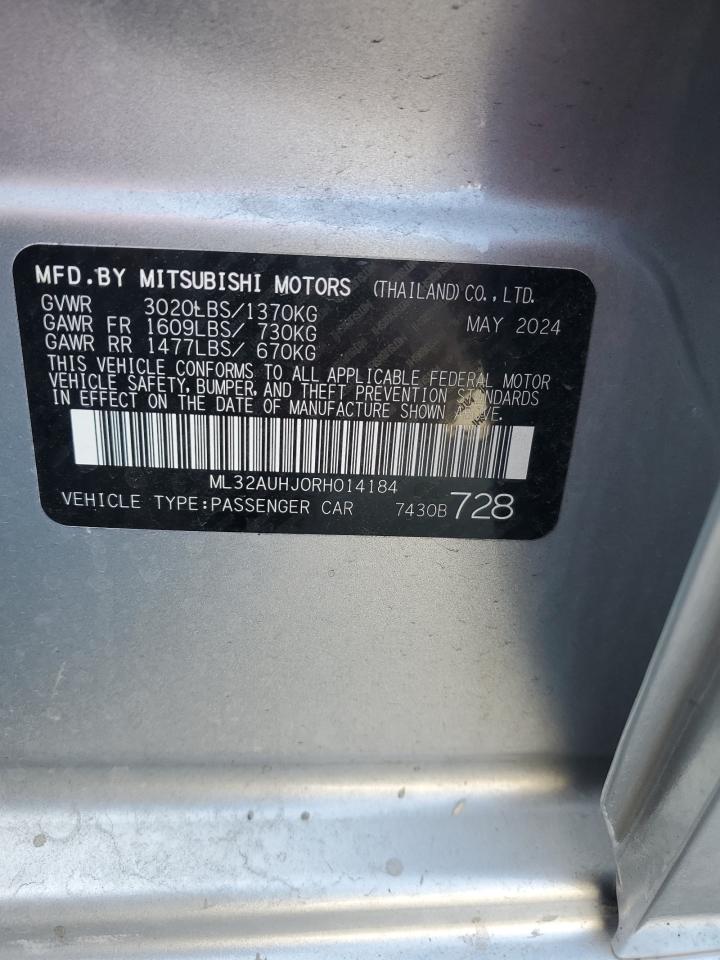 MFD.BY MITSUBISHI MOTORS (THAILAND) CO.,LTD.
GVWR 3020LBS/1370KG MAY 2024
GAWR FR 1609LBS/ 730KG
GAWR RR 1477LBS/ 670KG
THIS VEHICLE CONFORMS TO ALL APPLICABLE FEDERAL MOTOR
VEHICLE SAFETY, BUMPER, AND THEFT PREVENTION STANDARDS
IN EFFECT ON THE DATE OF MANUFACTURE SHOWN ABOVE.
ML32AUHJ0RH014184
VEHICLE TYPE:PASSENGER CAR 7430B 728